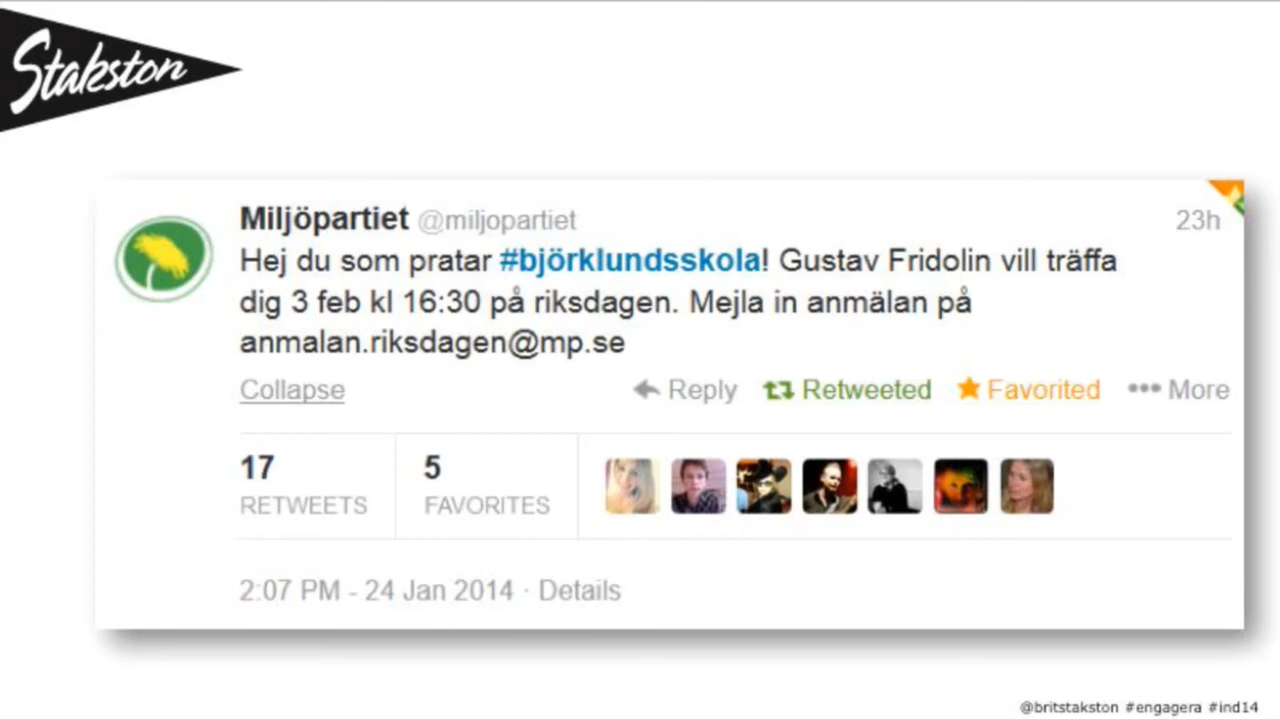 Stakston
Miljöpartiet @miljopartiet 23h
Hej du som pratar #björklundsskola! Gustav Fridolin vill träffa
dig 3 feb kl 16:30 på riksdagen. Mejla in anmälan på
anmalan.riksdagen@mp.se
Collapse Reply Retweeted Favorited More
17 5
RETWEETS FAVORITES
2:07 PM - 24 Jan 2014 · Details
@britstakston #engagera #ind14